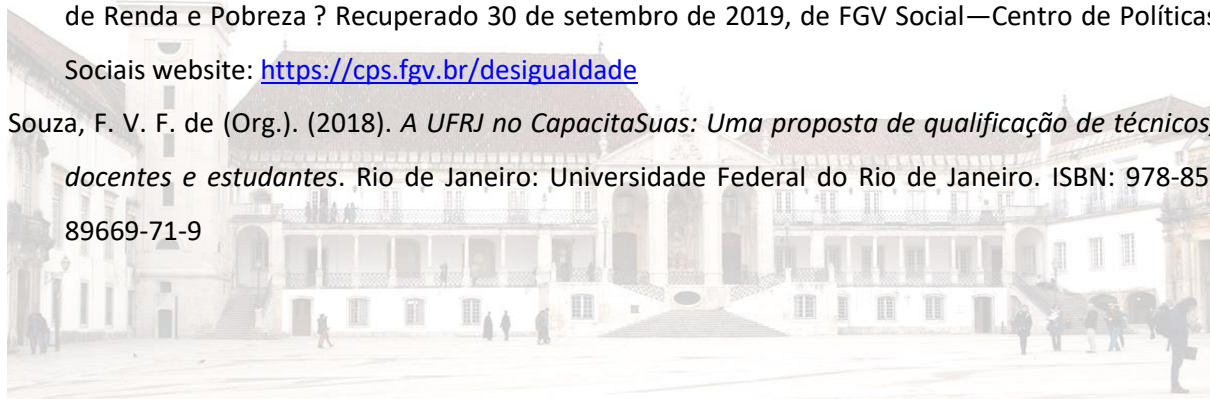 de Renda e Pobreza ? Recuperado 30 de setembro de 2019, de FGV Social—Centro de Políticas
Sociais website: https://cps.fgv.br/desigualdade
Souza, F. V. F. de (Org.). (2018). A UFRJ no CapacitaSuas: Uma proposta de qualificação de técnicos,
docentes e estudantes. Rio de Janeiro: Universidade Federal do Rio de Janeiro. ISBN: 978-85
89669-71-9